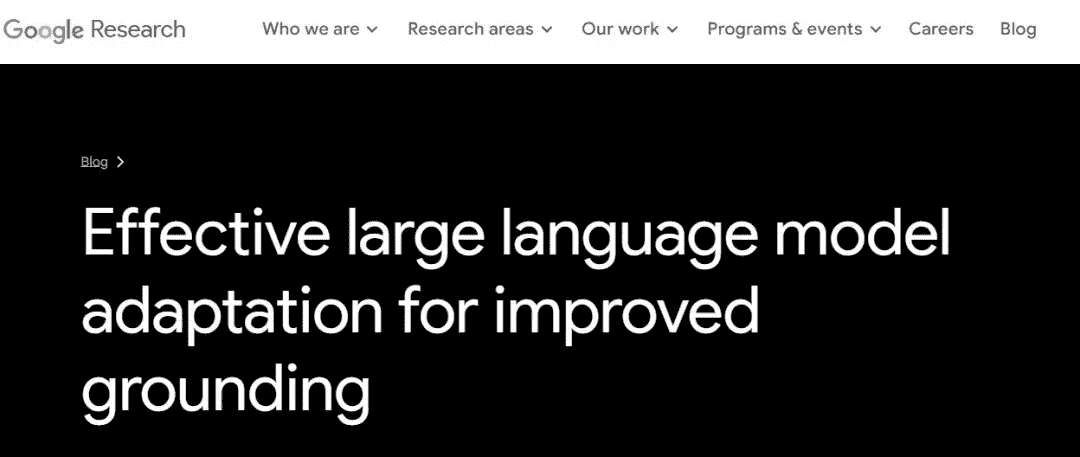 Google Research Who we are Research areas Our work Programs & events Careers Blog
Blog
Effective large language model
adaptation for improved
grounding